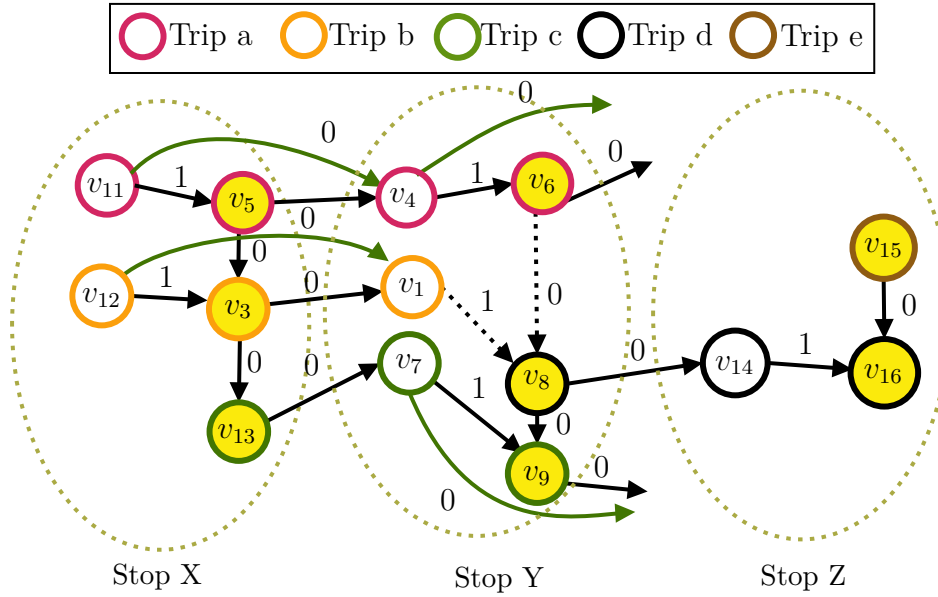 Trip a Trip b Trip c Trip d Trip e
0
0
v11 1 v5 0 v4 1 v6 0
v15
0
v12 1 v3 0 v1 1 0
0
0 0 v7 v8 0 v14 1 v16
1
v13 0
v9 0
0
Stop X Stop Y Stop Z